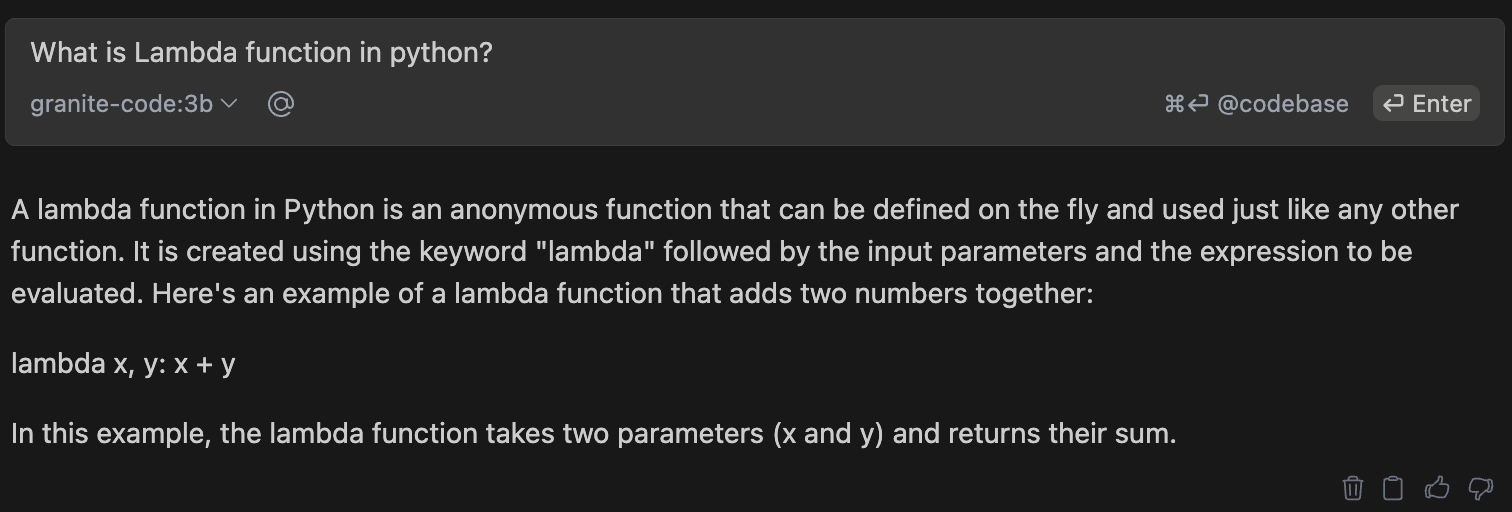 What is Lambda function in python?
granite-code:3b @ ⌘⏎ @codebase ⏎ Enter
A lambda function in Python is an anonymous function that can be defined on the fly and used just like any other
function. It is created using the keyword "lambda" followed by the input parameters and the expression to be
evaluated. Here's an example of a lambda function that adds two numbers together:
lambda x, y: x + y
In this example, the lambda function takes two parameters (x and y) and returns their sum.